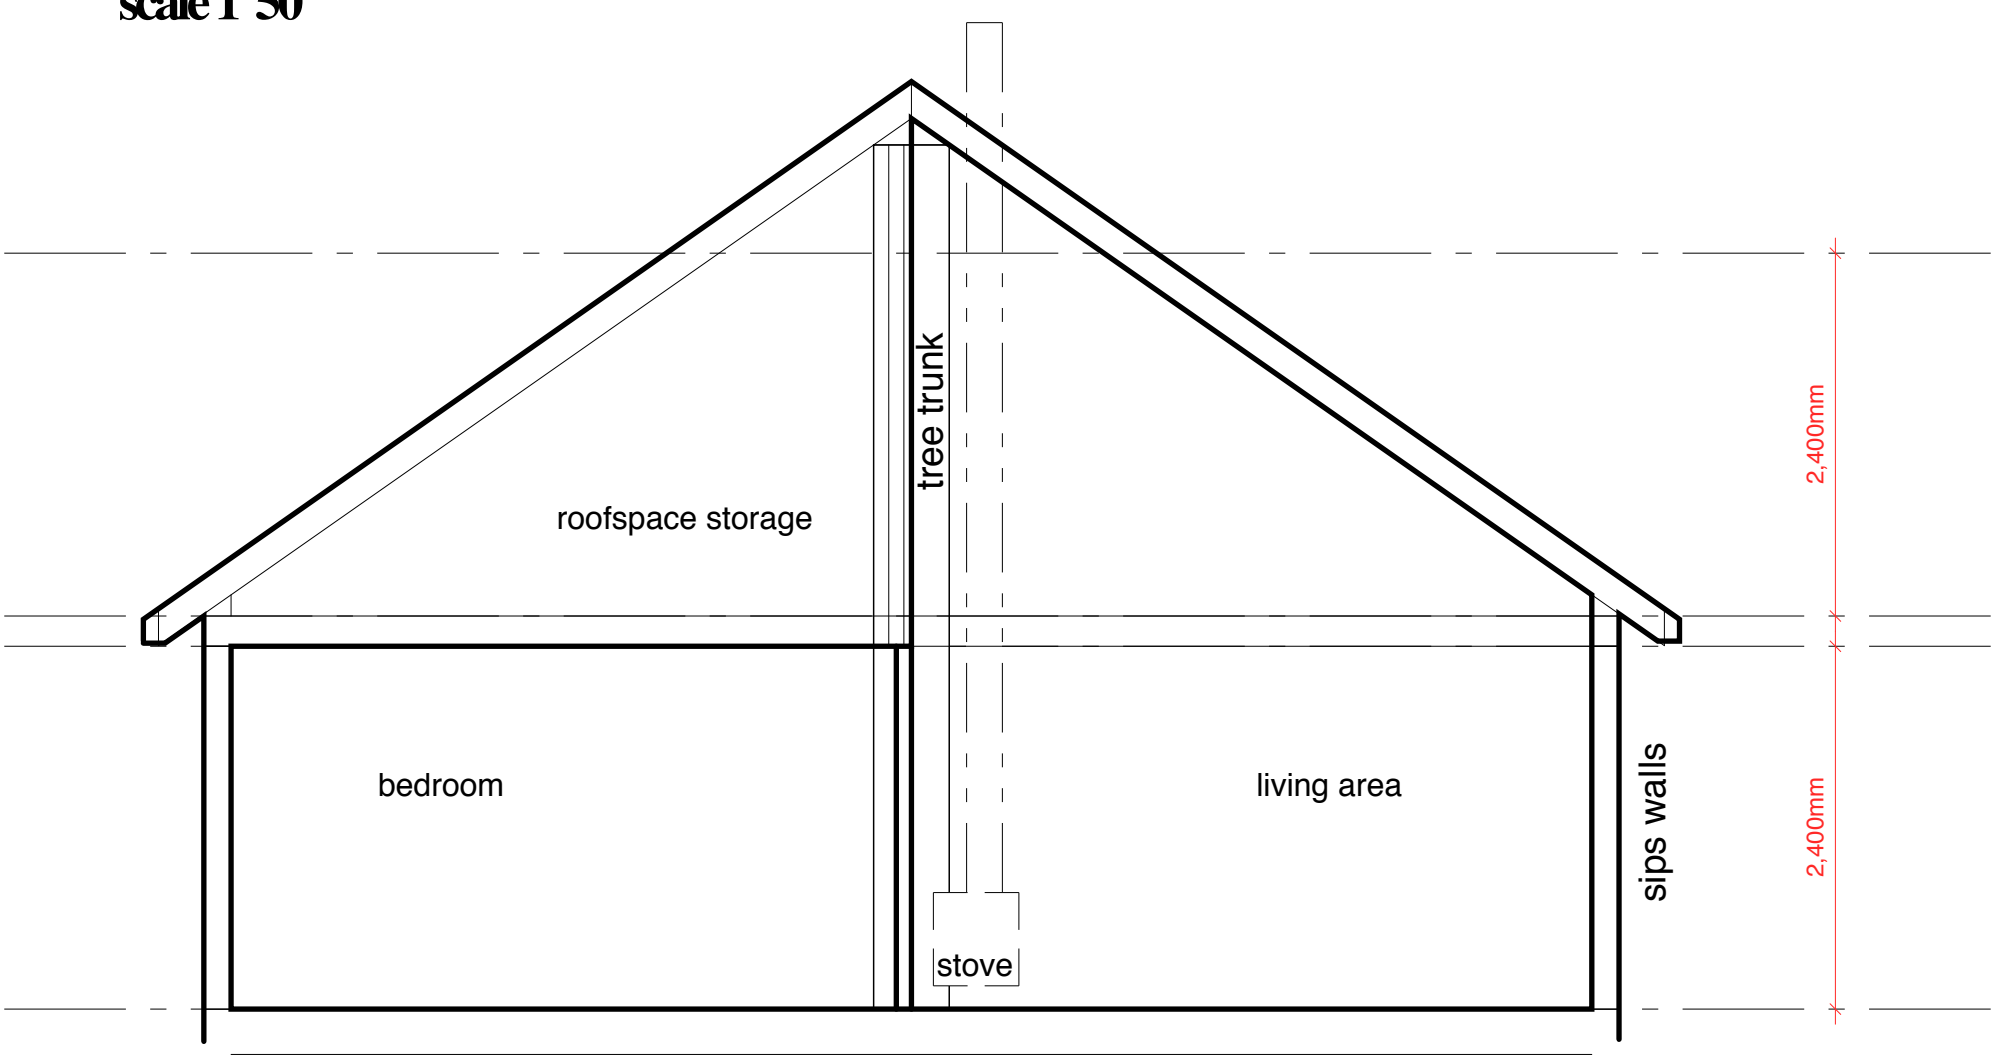 scale 1 50
tree trunk
2,400mm
roofspace storage
bedroom
living area
sips walls
2,400mm
stove